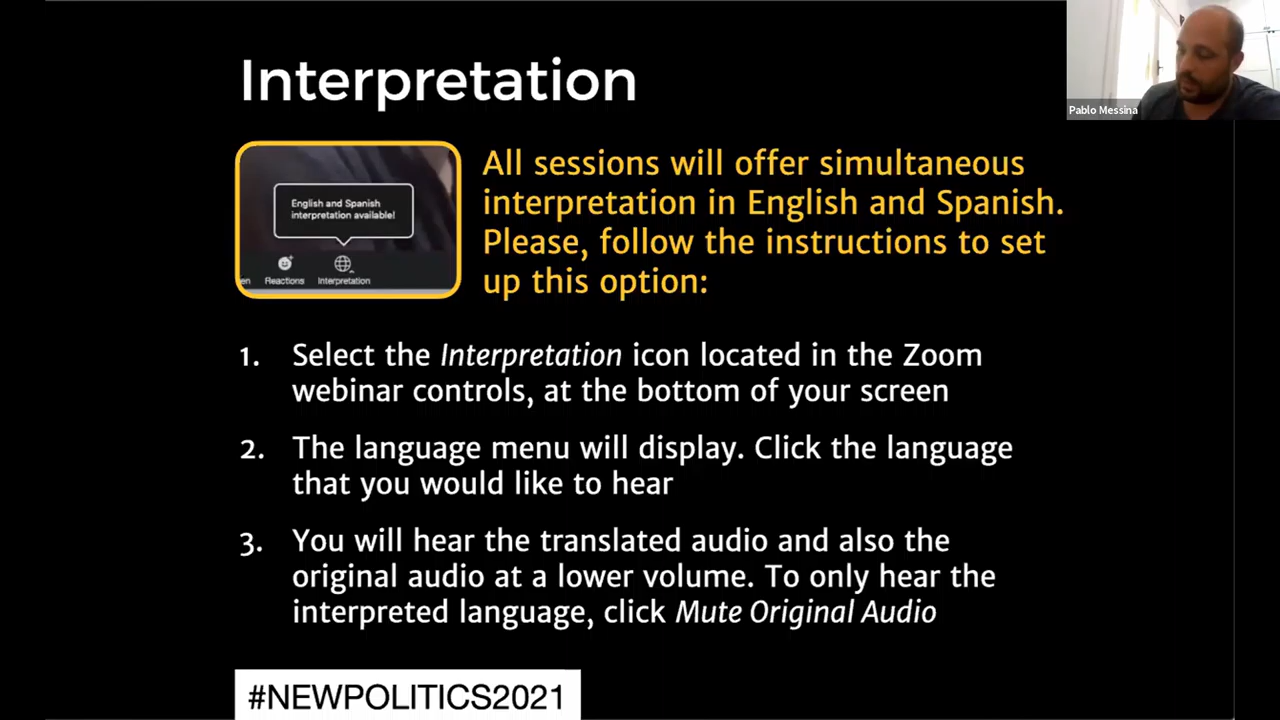 Interpretation
Pablo Messina
English and Spanish
interpretation available!
en Reactions Interpretation
All sessions will offer simultaneous
interpretation in English and Spanish.
Please, follow the instructions to set
up this option:
1. Select the Interpretation icon located in the Zoom
webinar controls, at the bottom of your screen
2. The language menu will display. Click the language
that you would like to hear
3. You will hear the translated audio and also the
original audio at a lower volume. To only hear the
interpreted language, click Mute Original Audio
#NEWPOLITICS2021